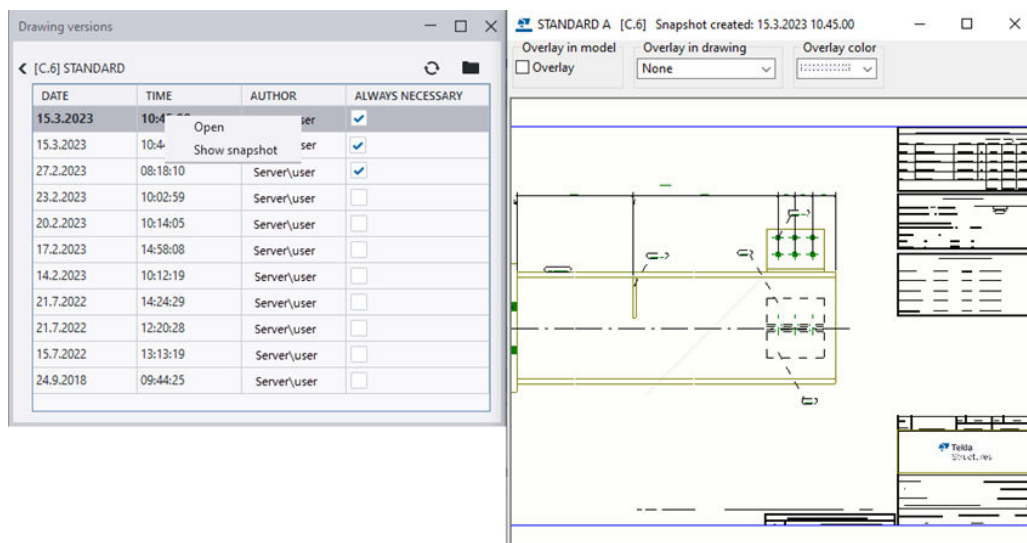 Drawing versions
[C.6] STANDARD
DATE TIME AUTHOR ALWAYS NECESSARY
15.3.2023
15.3.2023
27.2.2023 08:18:10 Server\user
23.2.2023 10:02:59 Server\user
20.2.2023 10:14:05 Server\user
17.2.2023 14:58:08 Server\user
14.2.2023 10:12:19 Server\user
21.7.2022 14:24:29 Server\user
21.7.2022 12:20:28 Server\user
15.7.2022 13:13:19 Server\user
24.9.2018 09:44:25 Server\user
Open
Show snapshot
STANDARD A [C.6] Snapshot created: 15.3.2023 10.45.00
Overlay in model Overlay in drawing Overlay color
Overlay None
Tekla
Structures